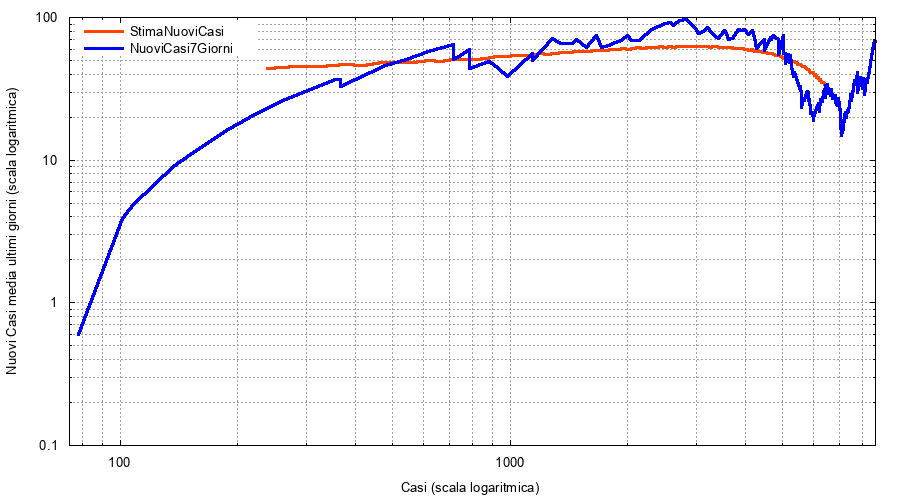 100
StimaNuoviCasi
NuoviCasi7Giorni
10
1
0.1
Nuovi Casi media ultimi giorni (scala logaritmica)
100
1000
Casi (scala logaritmica)